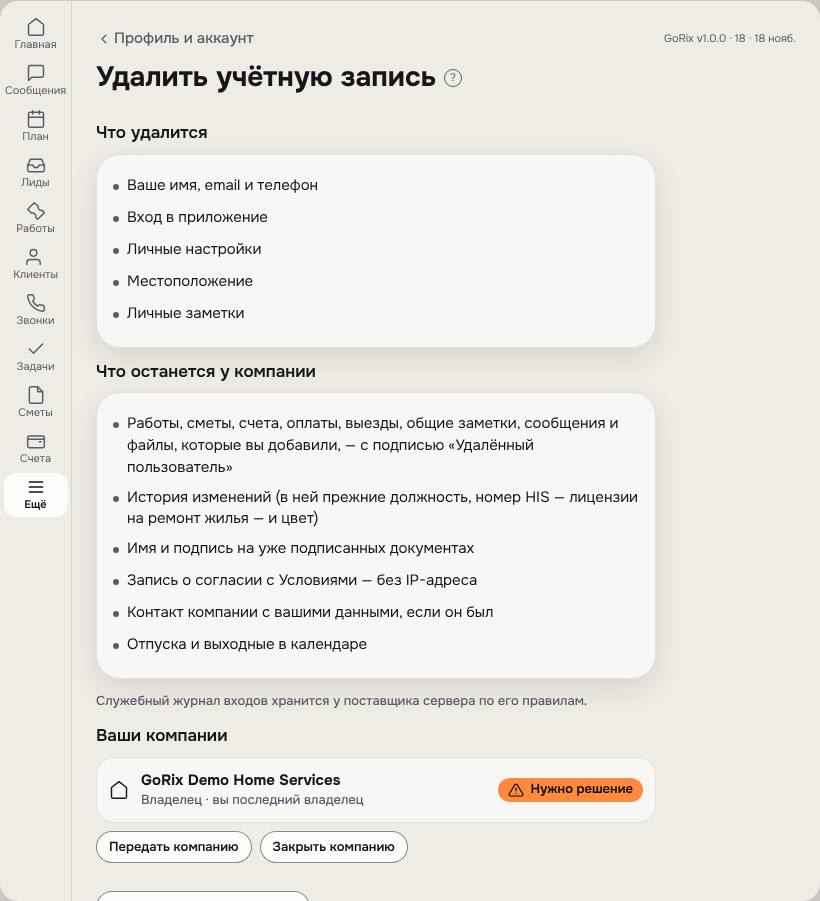 Главная
Сообщения
План
Лиды
Работы
Клиенты
Звонки
Задачи
Сметы
Счета
Ещё
Профиль и аккаунт
GoRix v1.0.0 · 18 · 18 нояб.
Удалить учётную запись ?
Что удалится
Ваше имя, email и телефон
Вход в приложение
Личные настройки
Местоположение
Личные заметки
Что останется у компании
Работы, сметы, счета, оплаты, выезды, общие заметки, сообщения и
файлы, которые вы добавили, — с подписью «Удалённый
пользователь»
История изменений (в ней прежние должность, номер HIS — лицензии
на ремонт жилья — и цвет)
Имя и подпись на уже подписанных документах
Запись о согласии с Условиями — без IP-адреса
Контакт компании с вашими данными, если он был
Отпуска и выходные в календаре
Служебный журнал входов хранится у поставщика сервера по его правилам.
Ваши компании
GoRix Demo Home Services
Владелец · вы последний владелец
Нужно решение
Передать компанию
Закрыть компанию